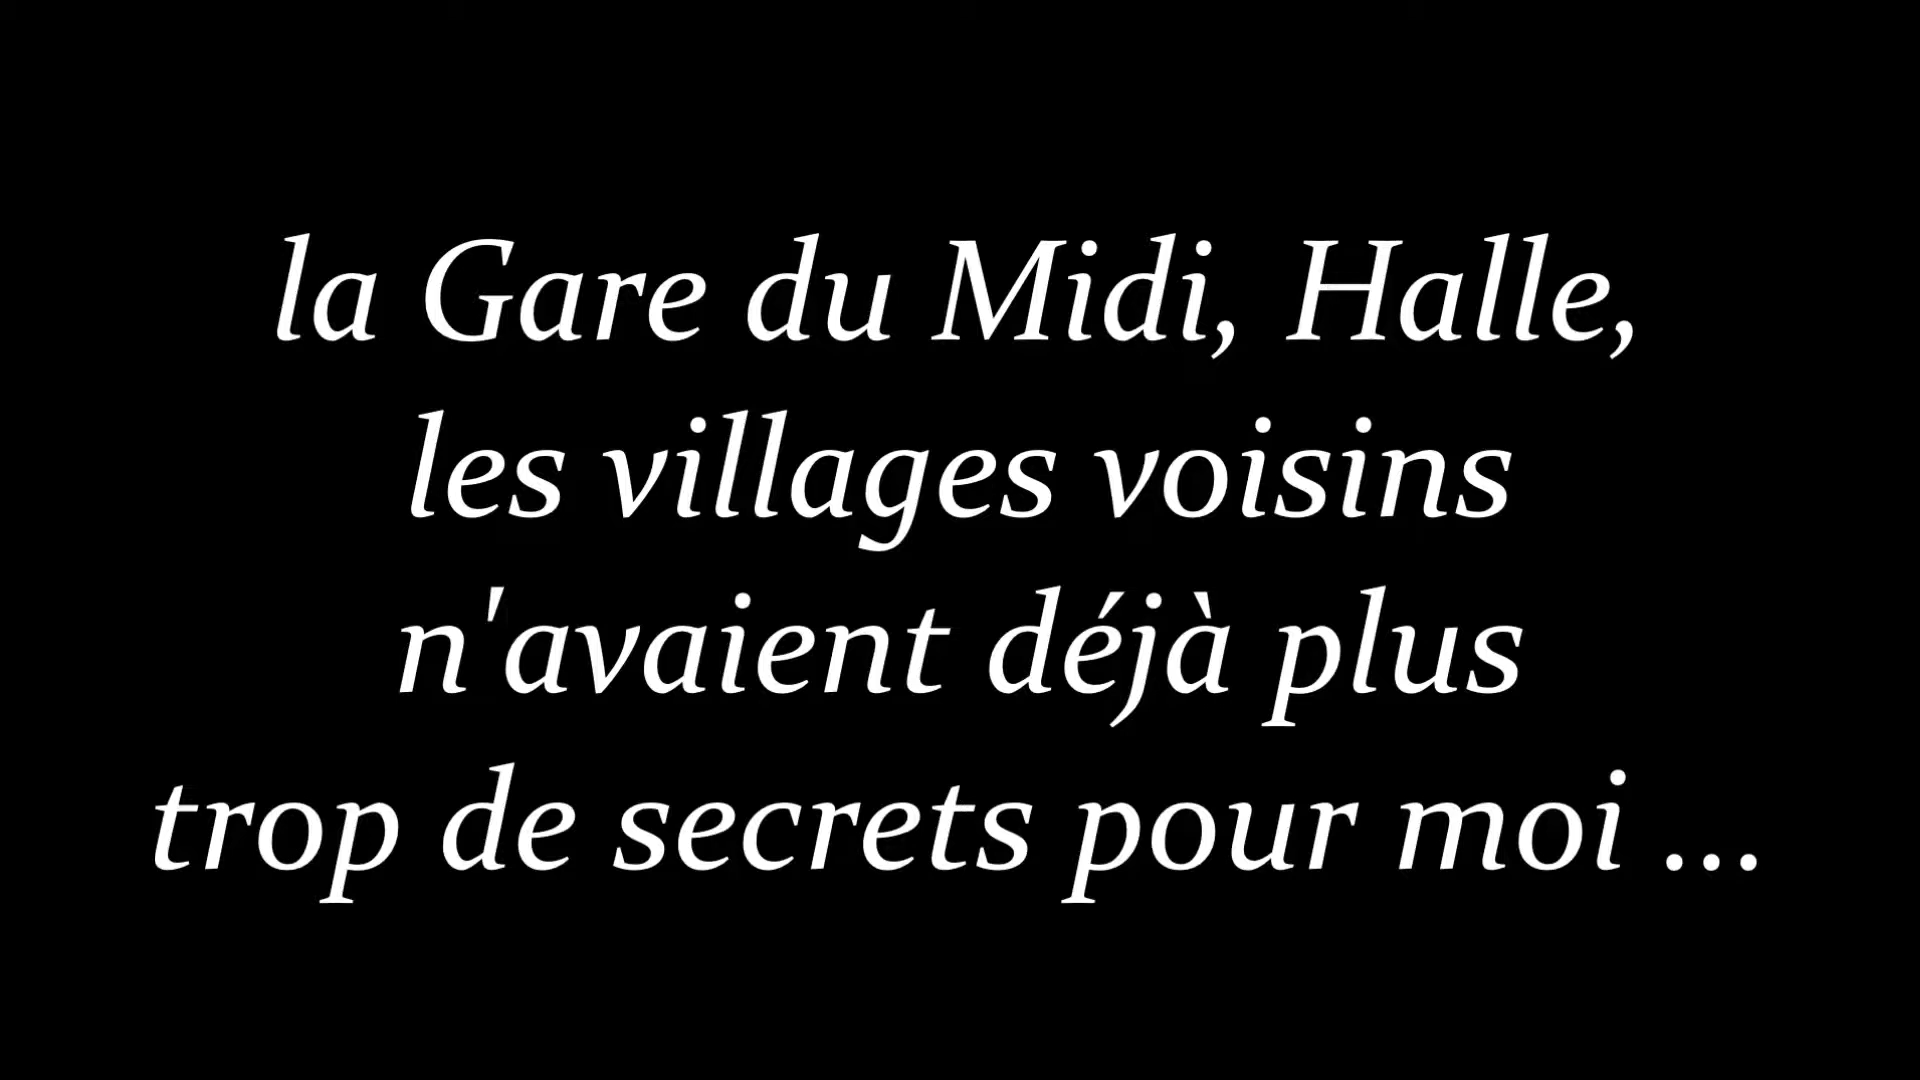 la Gare du Midi, Halle,
les villages voisins
n'avaient déjà plus
trop de secrets pour moi ...